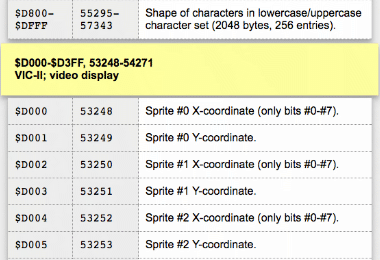 $D800– 55295– Shape of characters in lowercase/uppercase
$DFFF 57343 character set (2048 bytes, 256 entries).
$D000-$D3FF, 53248-54271
VIC-II; video display
$D000 53248 Sprite #0 X-coordinate (only bits #0-#7).
$D001 53249 Sprite #0 Y-coordinate.
$D002 53250 Sprite #1 X-coordinate (only bits #0-#7).
$D003 53251 Sprite #1 Y-coordinate.
$D004 53252 Sprite #2 X-coordinate (only bits #0-#7).
$D005 53253 Sprite #2 Y-coordinate.